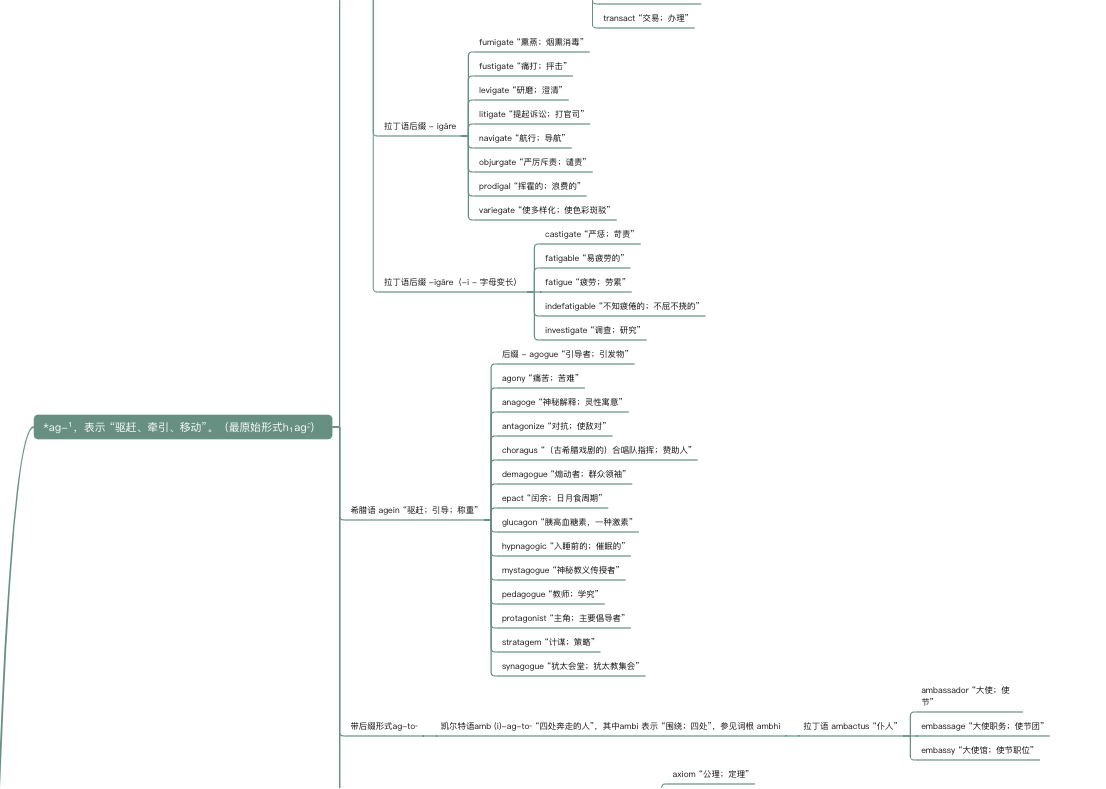 transact “交易；办理”
fumigate “熏蒸；烟熏消毒”
fustigate “痛打；抨击”
levigate “研磨；澄清”
litigate “提起诉讼；打官司”
拉丁语后缀 – igāre
navigate “航行；导航”
objurgate “严厉斥责；谴责”
prodigal “挥霍的；浪费的”
variegate “使多样化；使色彩斑驳”
castigate “严惩；苛责”
fatigable “易疲劳的”
拉丁语后缀 –īgāre（–i – 字母变长）
fatigue “疲劳；劳累”
indefatigable “不知疲倦的；不屈不挠的”
investigate “调查；研究”
后缀 – agogue “引导者；引发物”
agony “痛苦；苦难”
anagoge “神秘解释；灵性寓意”
antagonize “对抗；使敌对”
*ag–¹，表示“驱赶、牵引、移动”。（最原始形式h₁ag²）
choragus “（古希腊戏剧的）合唱队指挥；赞助人”
demagogue “煽动者；群众领袖”
epact “闰余；日月食周期”
希腊语 agein “驱赶；引导；称重”
glucagon “胰高血糖素，一种激素”
hypnagogic “入睡前的；催眠的”
mystagogue “神秘教义传授者”
pedagogue “教师；学究”
protagonist “主角；主要倡导者”
stratagem “计谋；策略”
synagogue “犹太会堂；犹太教集会”
ambassador “大使；使
节”
带后缀形式ag–to-
凯尔特语amb (i)–ag–to- “四处奔走的人”，其中ambi 表示 “围绕；四处”，参见词根 ambhi
拉丁语 ambactus “仆人”
embassage “大使职务；使节团”
embassy “大使馆；使节职位”
axiom “公理；定理”